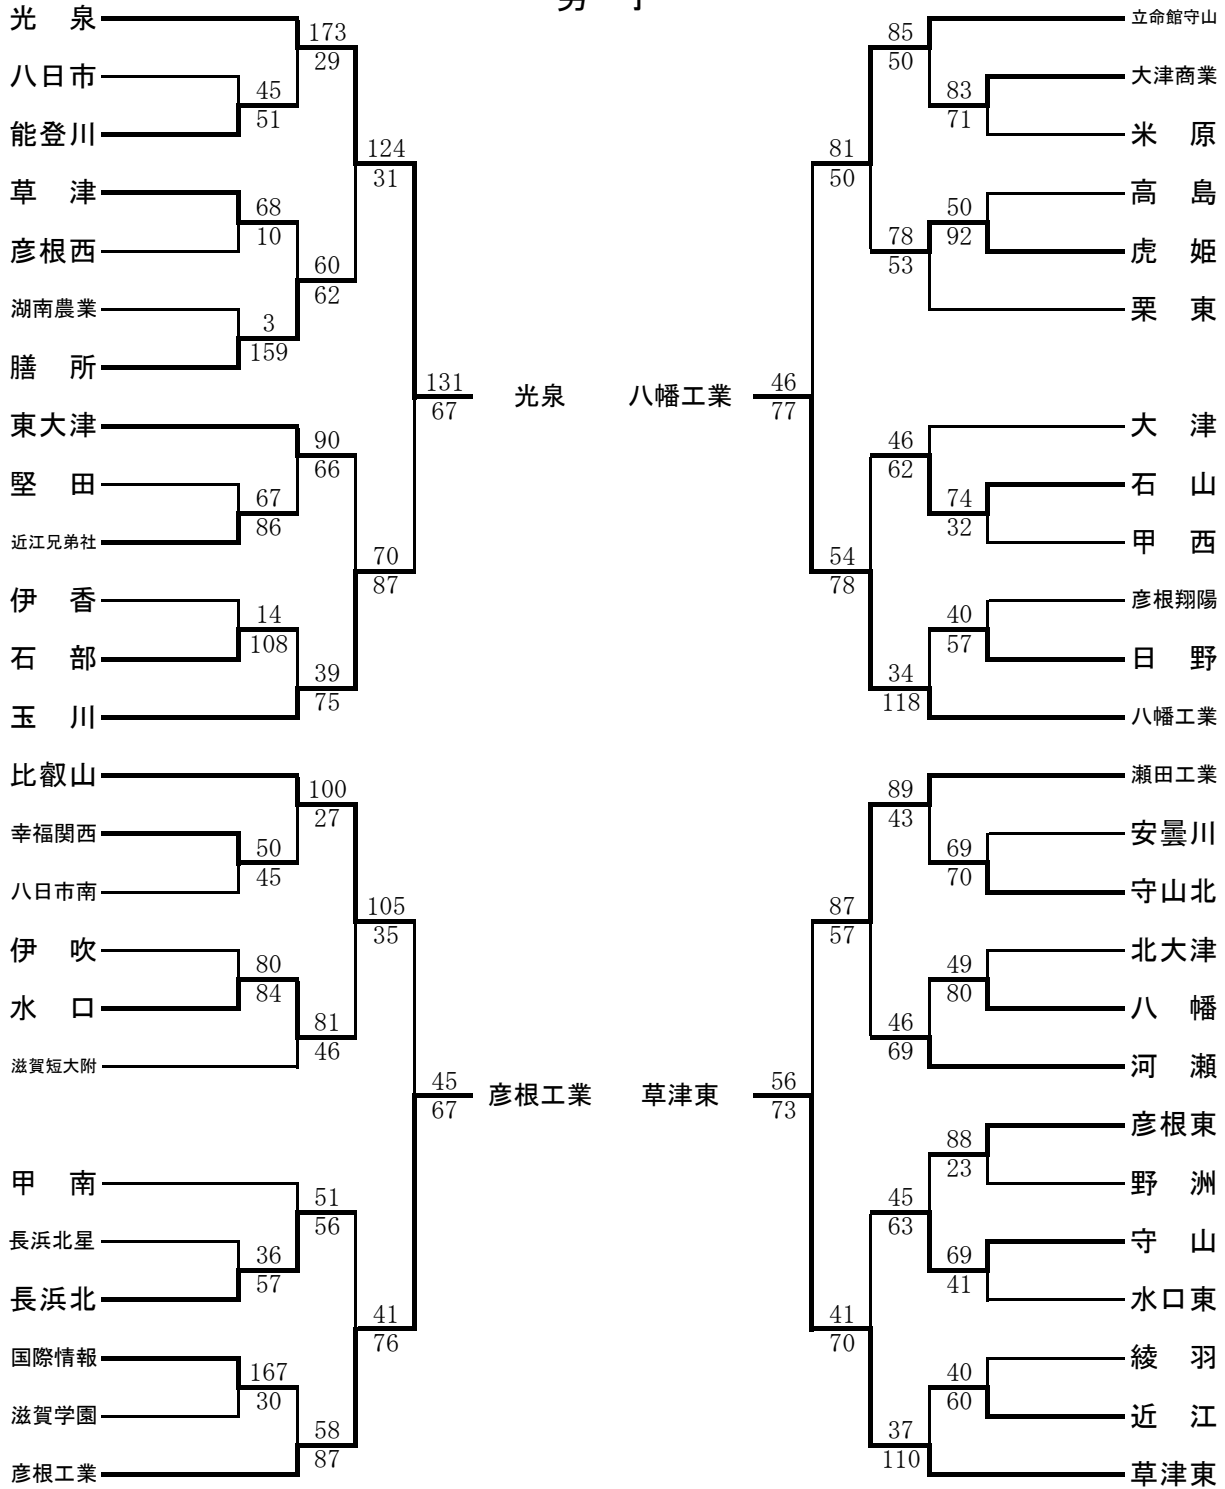 男 子
光 泉
173
29
八日市
45
51
能登川
124
31
草 津
68
10
彦根西
60
62
湖南農業
3
159
膳 所
131
67
光泉
東大津
90
66
堅 田
67
86
近江兄弟社
70
87
伊 香
14
108
石 部
39
75
玉 川
比叡山
100
27
幸福関西
50
45
八日市南
105
35
伊 吹
80
84
水 口
81
46
滋賀短大附
45
67
彦根工業
甲 南
51
56
長浜北星
36
57
長浜北
41
76
国際情報
167
30
滋賀学園
58
87
彦根工業
立命館守山
85
50
大津商業
83
71
米 原
81
50
高 島
50
92
虎 姫
78
53
栗 東
八幡工業
46
77
大 津
46
62
石 山
74
32
甲 西
54
78
彦根翔陽
40
57
日 野
34
118
八幡工業
瀬田工業
89
43
安曇川
69
70
守山北
87
57
北大津
49
80
八 幡
46
69
河 瀬
草津東
56
73
彦根東
88
23
野 洲
45
63
守 山
69
41
水口東
41
70
綾 羽
40
60
近 江
37
110
草津東